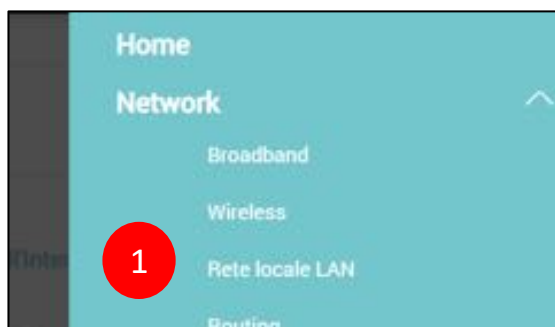 Home
Network
Broadband
Wireless
1
Rete locale LAN
Routing